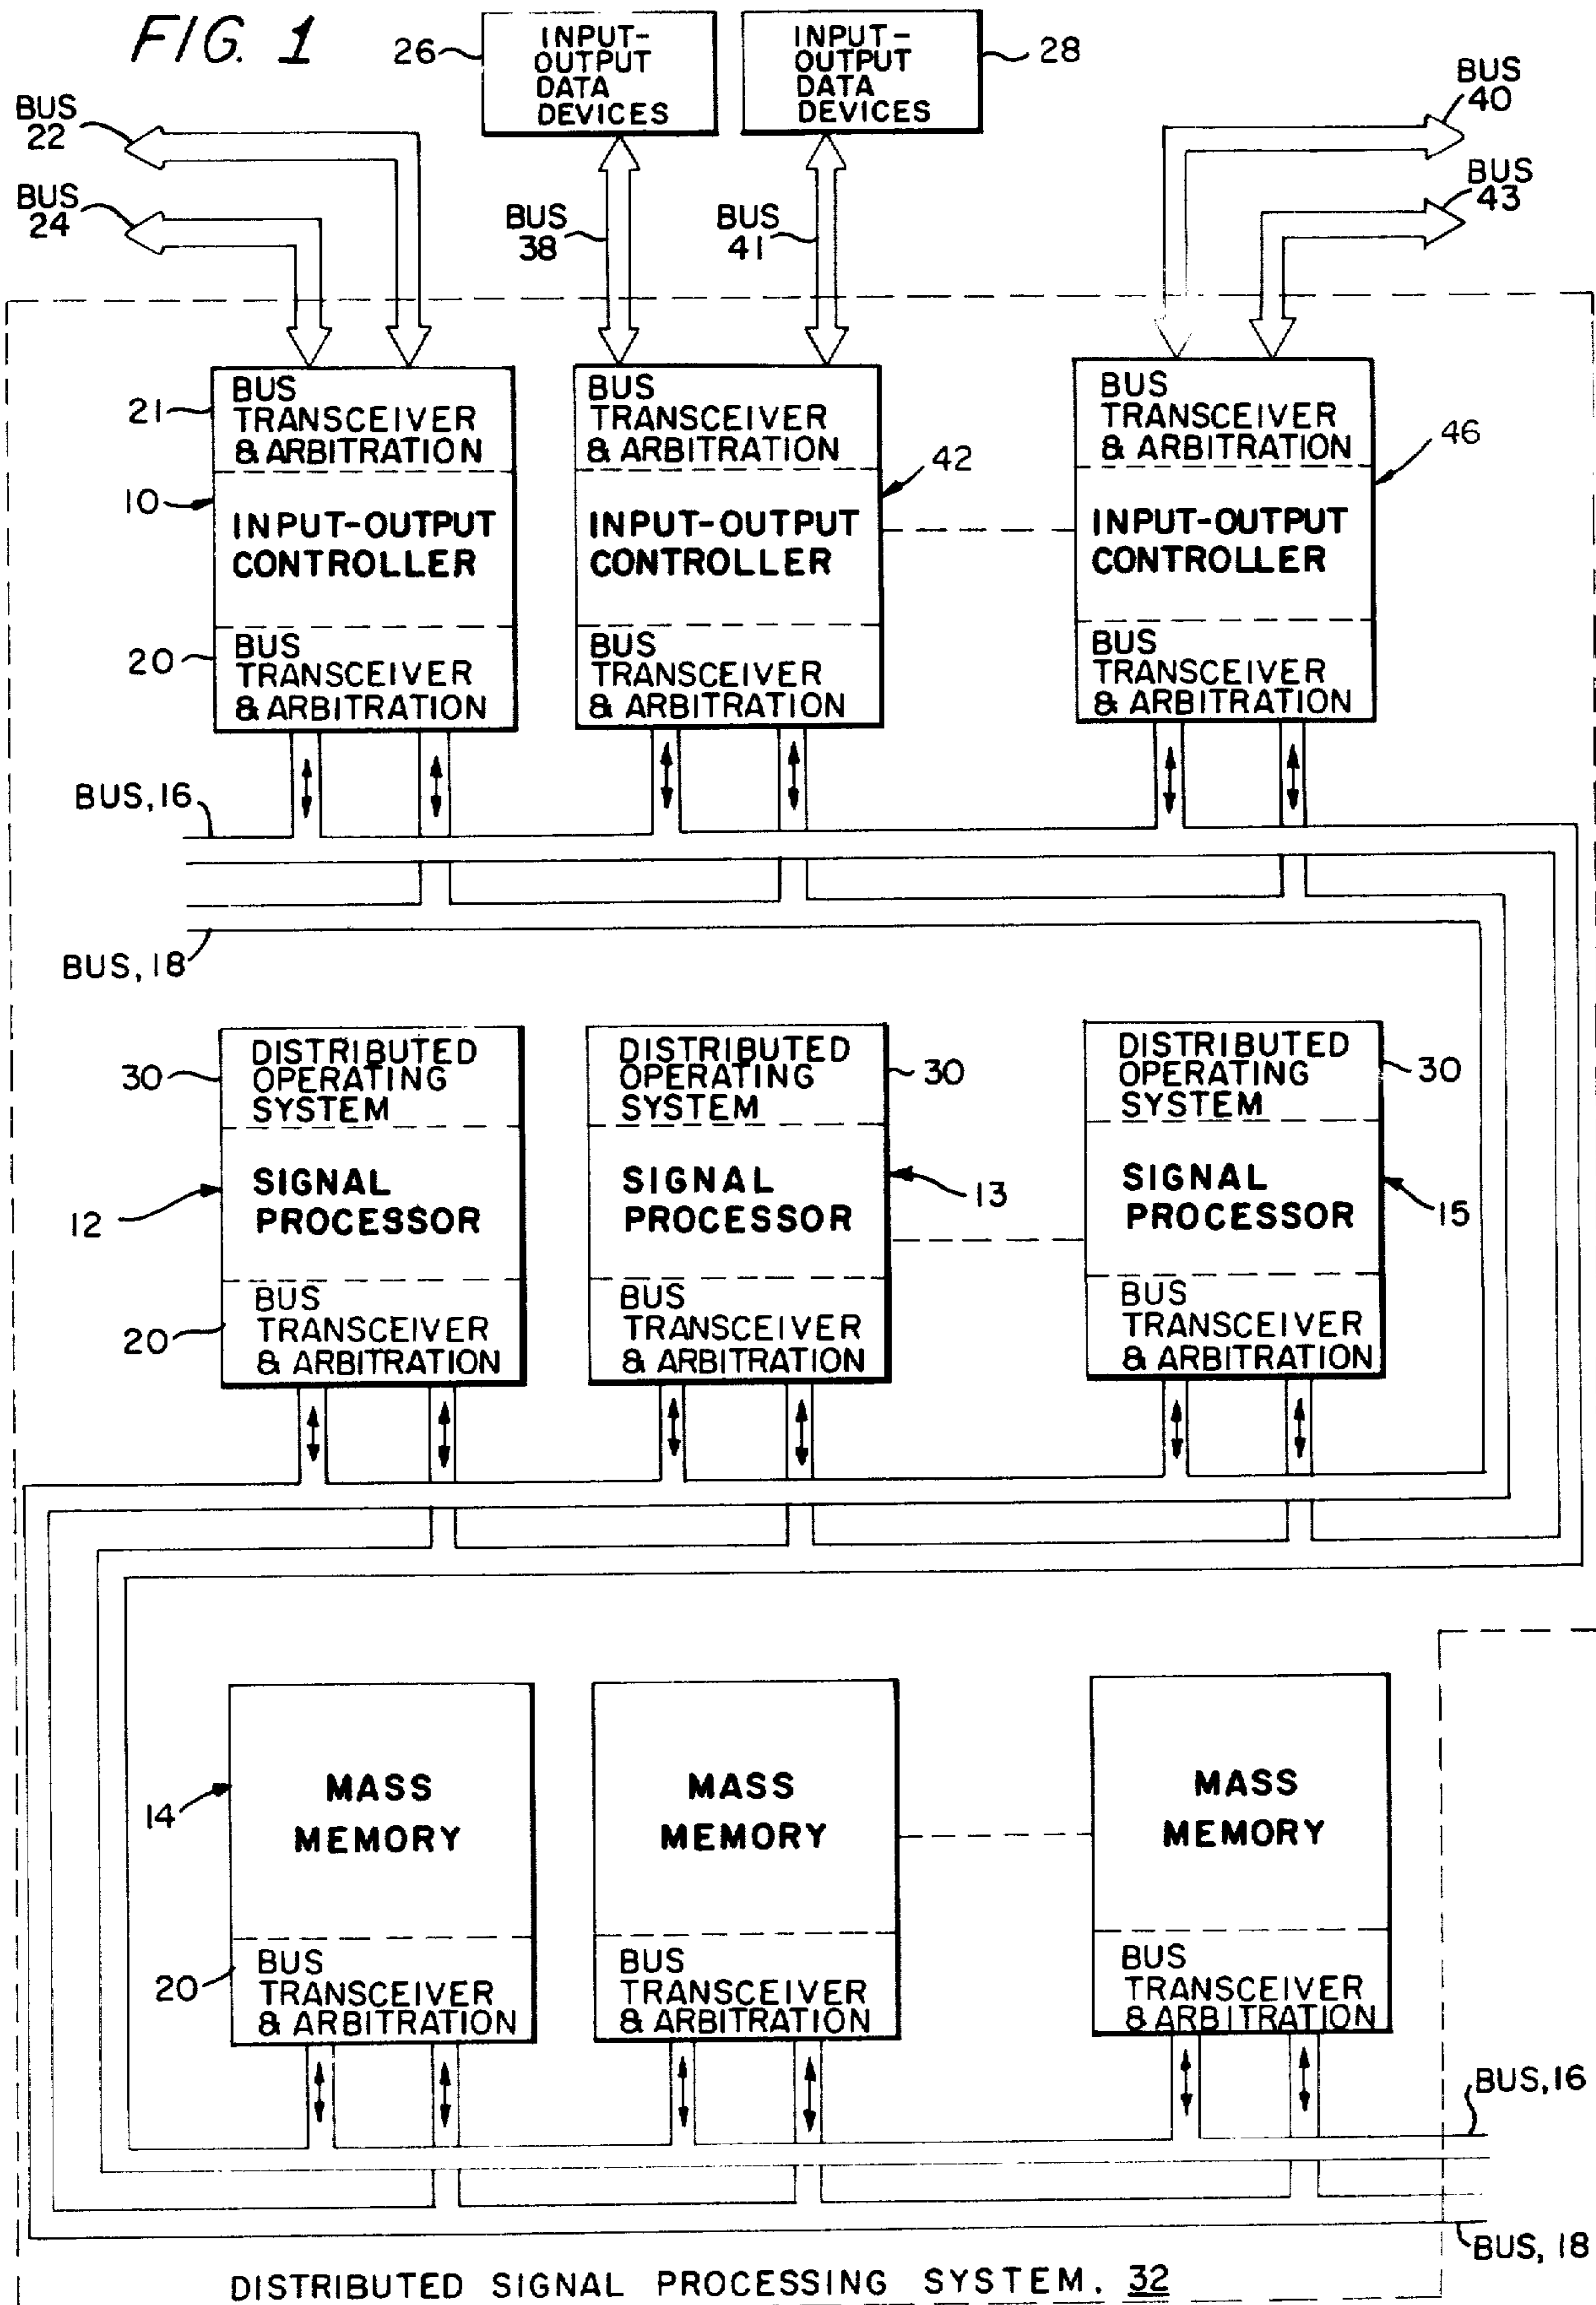 FIG. 1
26
INPUT-
OUTPUT
DATA
DEVICES
INPUT-
OUTPUT
DATA
DEVICES
28
BUS
22
BUS
24
BUS
38
BUS
41
BUS
40
BUS
43
21
BUS
TRANSCEIVER
& ARBITRATION
10
INPUT-OUTPUT
CONTROLLER
20
BUS
TRANSCEIVER
& ARBITRATION
BUS
TRANSCEIVER
& ARBITRATION
42
INPUT-OUTPUT
CONTROLLER
BUS
TRANSCEIVER
& ARBITRATION
BUS
TRANSCEIVER
& ARBITRATION
46
INPUT-OUTPUT
CONTROLLER
BUS
TRANSCEIVER
& ARBITRATION
BUS, 16
BUS, 18
30
DISTRIBUTED
OPERATING
SYSTEM
12
SIGNAL
PROCESSOR
20
BUS
TRANSCEIVER
& ARBITRATION
DISTRIBUTED
OPERATING
SYSTEM
30
SIGNAL
PROCESSOR
13
BUS
TRANSCEIVER
& ARBITRATION
DISTRIBUTED
OPERATING
SYSTEM
30
SIGNAL
PROCESSOR
15
BUS
TRANSCEIVER
& ARBITRATION
14
MASS
MEMORY
20
BUS
TRANSCEIVER
& ARBITRATION
MASS
MEMORY
BUS
TRANSCEIVER
& ARBITRATION
MASS
MEMORY
BUS
TRANSCEIVER
& ARBITRATION
BUS, 16
BUS, 18
DISTRIBUTED SIGNAL PROCESSING SYSTEM. 32